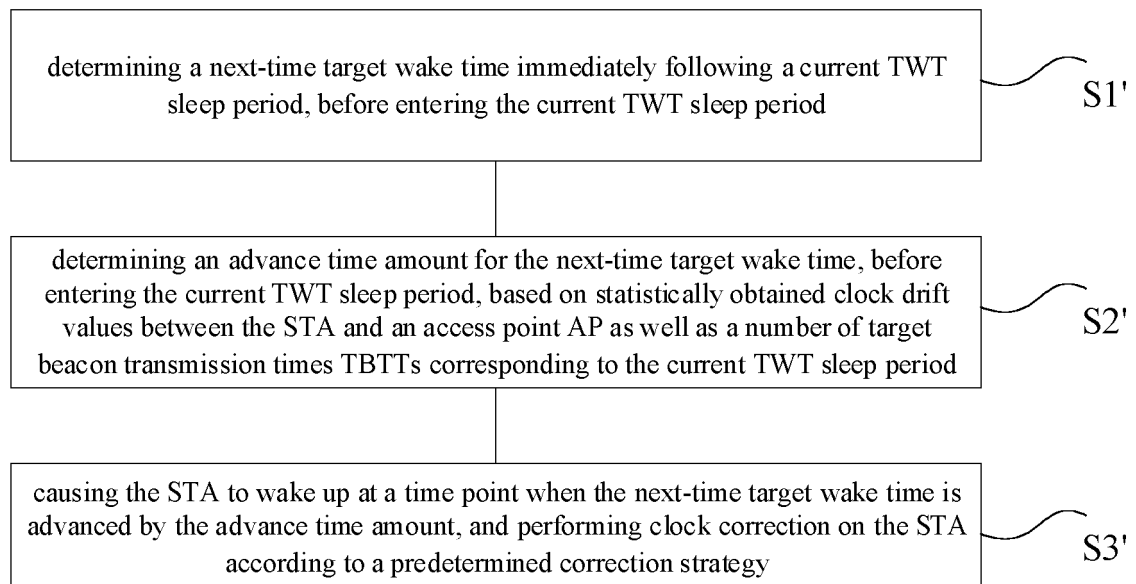 determining a next-time target wake time immediately following a current TWT
sleep period, before entering the current TWT sleep period
S1'
determining an advance time amount for the next-time target wake time, before
entering the current TWT sleep period, based on statistically obtained clock drift
values between the STA and an access point AP as well as a number of target
beacon transmission times TBTTs corresponding to the current TWT sleep period
S2'
causing the STA to wake up at a time point when the next-time target wake time is
advanced by the advance time amount, and performing clock correction on the STA
according to a predetermined correction strategy
S3'